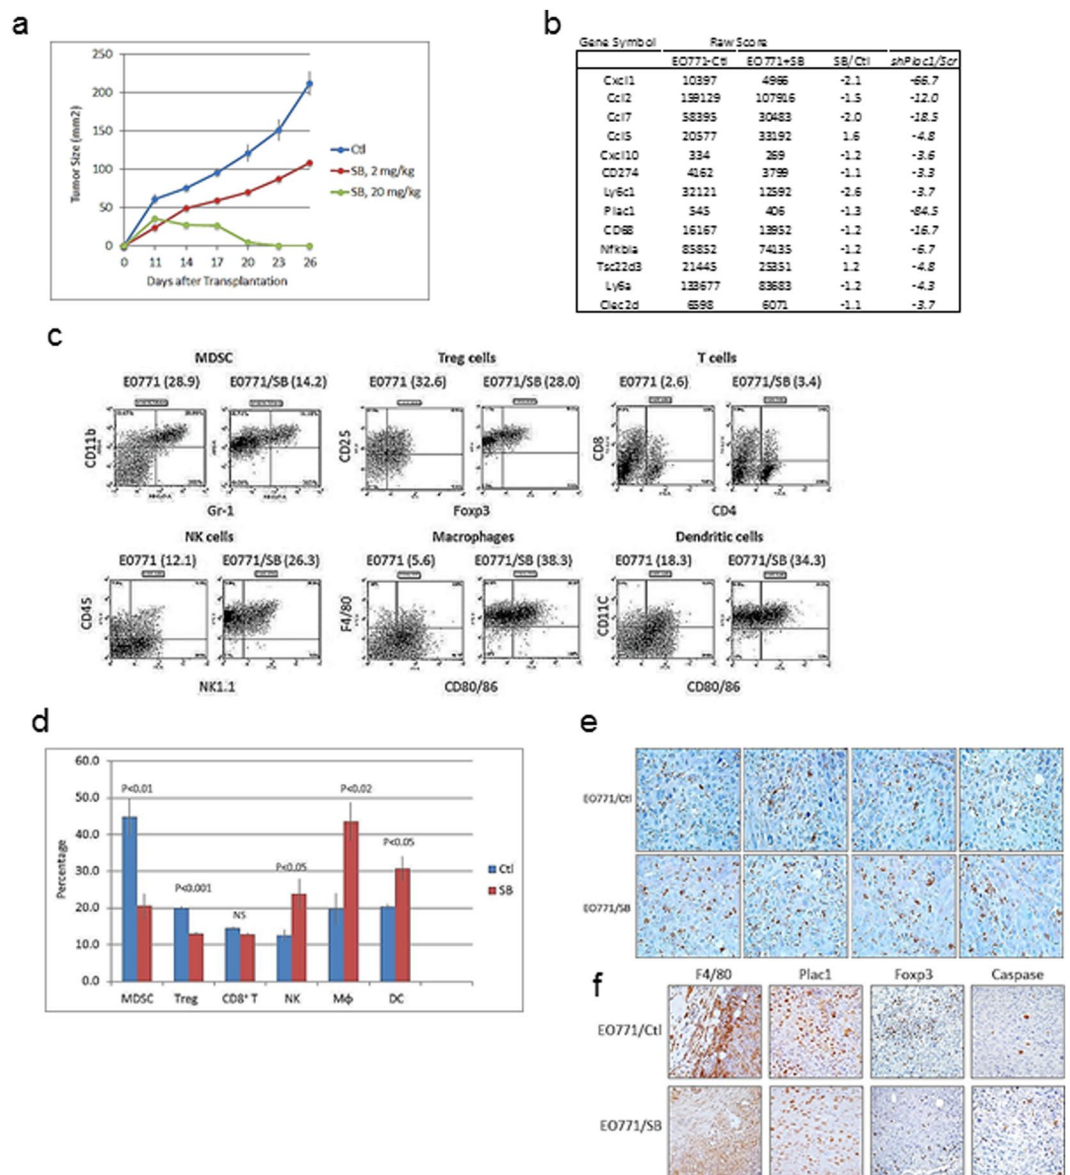 a
250
200
150
100
50
0
Tumor Size (mm2)
0 11 14 17 20 23 26
Days after Transplantation
Ctl
SB, 2 mg/kg
SB, 20 mg/kg
b
Gene Symbol Raw Score
EO771-Ctl EO771+SB SB/Ctl shPlac1/Scr
Cxcl1 10397 4966 -2.1 -66.7
Ccl2 159129 107916 -1.5 -12.0
Ccl7 58395 30483 -2.0 -18.5
Ccl5 20577 33192 1.6 -4.8
Cxcl10 334 269 -1.2 -3.6
CD274 4162 3799 -1.1 -3.3
Ly6c1 32121 12592 -2.6 -3.7
Plac1 545 406 -1.3 -84.5
CD68 16167 13952 -1.2 -16.7
Nfkbia 85852 74135 -1.2 -6.7
Tsc22d3 21445 25351 1.2 -4.8
Ly6a 133677 83683 -1.2 -4.3
Clec2d 6598 6071 -1.1 -3.7
c
MDSC
E0771 (28.9) E0771/SB (14.2)
CD11b
Gr-1
Treg cells
E0771 (32.6) E0771/SB (28.0)
CD25
Foxp3
T cells
E0771 (2.6) E0771/SB (3.4)
CD8
CD4
NK cells
E0771 (12.1) E0771/SB (26.3)
CD45
NK1.1
Macrophages
E0771 (5.6) E0771/SB (38.3)
F4/80
CD80/86
Dendritic cells
E0771 (18.3) E0771/SB (34.3)
CD11C
CD80/86
d
60.0
50.0
40.0
30.0
20.0
10.0
0.0
Percentage
P<0.01
P<0.001
NS
P<0.05
P<0.02
P<0.05
MDSC Treg CD8⁺ T NK Mϕ DC
Ctl
SB
e
EO771/Ctl
EO771/SB
f
F4/80 Plac1 Foxp3 Caspase
EO771/Ctl
EO771/SB